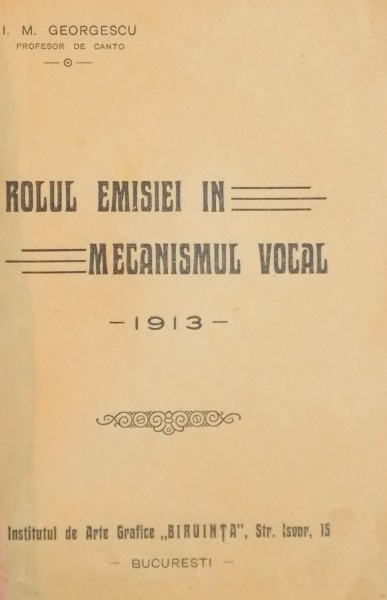 I. M. GEORGESCU
PROFESOR DE CANTO
ROLUL EMISIEI IN
MECANISMUL VOCAL
– 1913 –
Institutul de Arte Grafice „BIRUINȚA”, Str. Isvor, 15
– BUCURESTI –